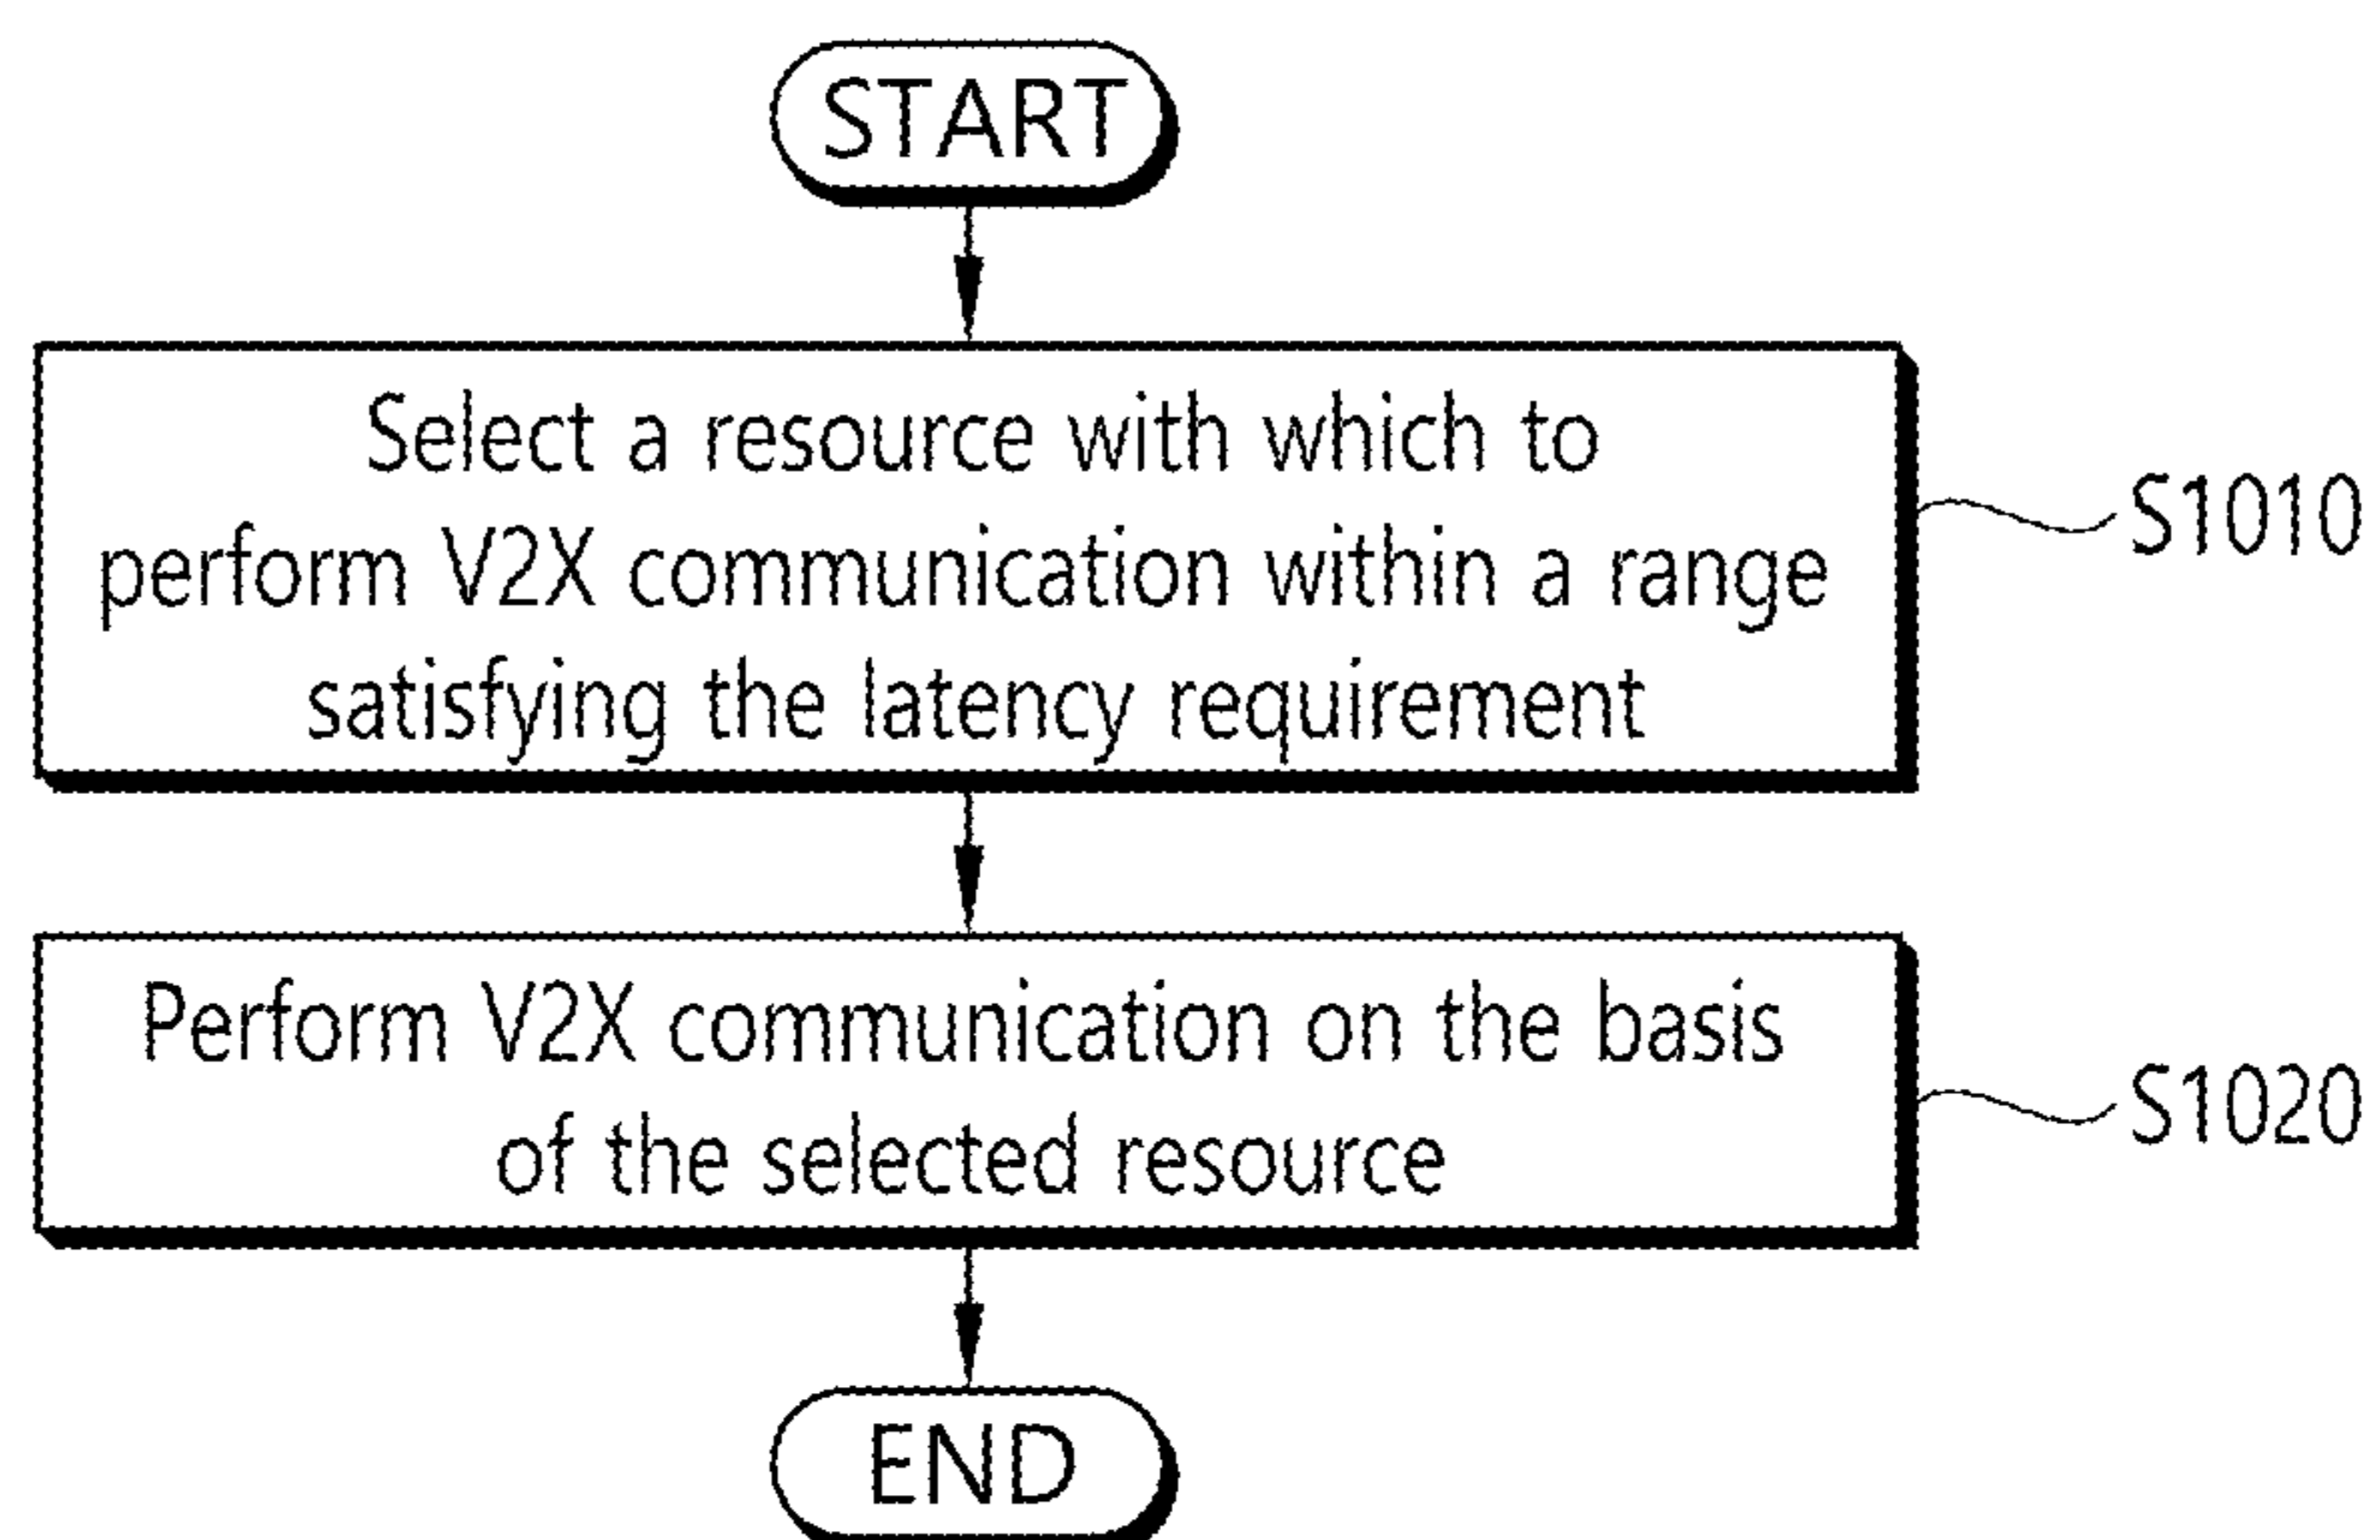 START
Select a resource with which to
perform V2X communication within a range
satisfying the latency requirement
S1010
Perform V2X communication on the basis
of the selected resource
S1020
END